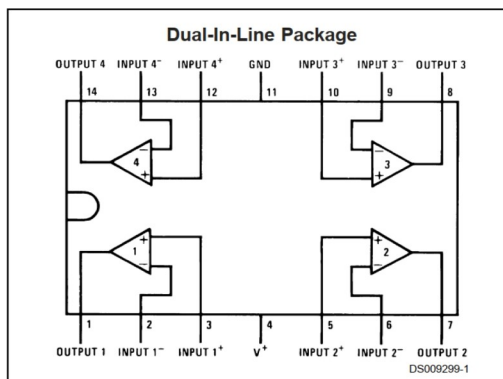 Dual-In-Line Package
OUTPUT 4 INPUT 4⁻ INPUT 4⁺ GND INPUT 3⁺ INPUT 3⁻ OUTPUT 3
14 13 12 11 10 9 8
− −
4 3
+ +
+ +
1 2
− −
1 2 3 4 5 6 7
OUTPUT 1 INPUT 1⁻ INPUT 1⁺ V⁺ INPUT 2⁺ INPUT 2⁻ OUTPUT 2
DS009299-1